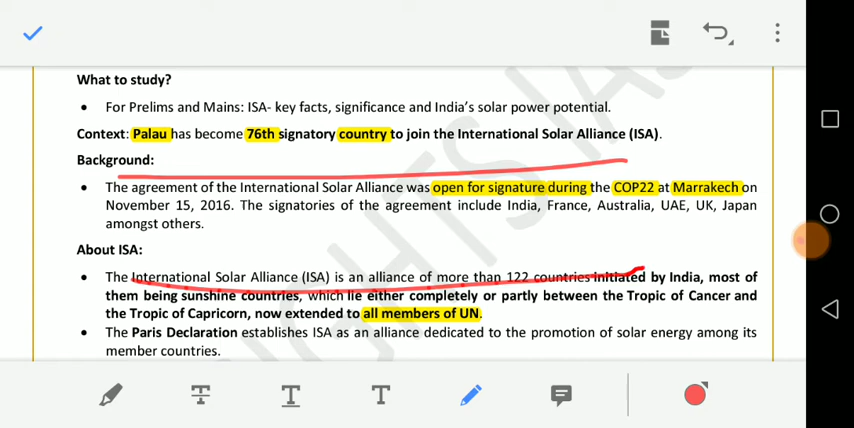 What to study?
• For Prelims and Mains: ISA- key facts, significance and India's solar power potential.
Context: Palau has become 76th signatory country to join the International Solar Alliance (ISA).
Background:
• The agreement of the International Solar Alliance was open for signature during the COP22 at Marrakech on
November 15, 2016. The signatories of the agreement include India, France, Australia, UAE, UK, Japan
amongst others.
About ISA:
• The International Solar Alliance (ISA) is an alliance of more than 122 countries initiated by India, most of
them being sunshine countries, which lie either completely or partly between the Tropic of Cancer and
the Tropic of Capricorn, now extended to all members of UN.
• The Paris Declaration establishes ISA as an alliance dedicated to the promotion of solar energy among its
member countries.
T T T